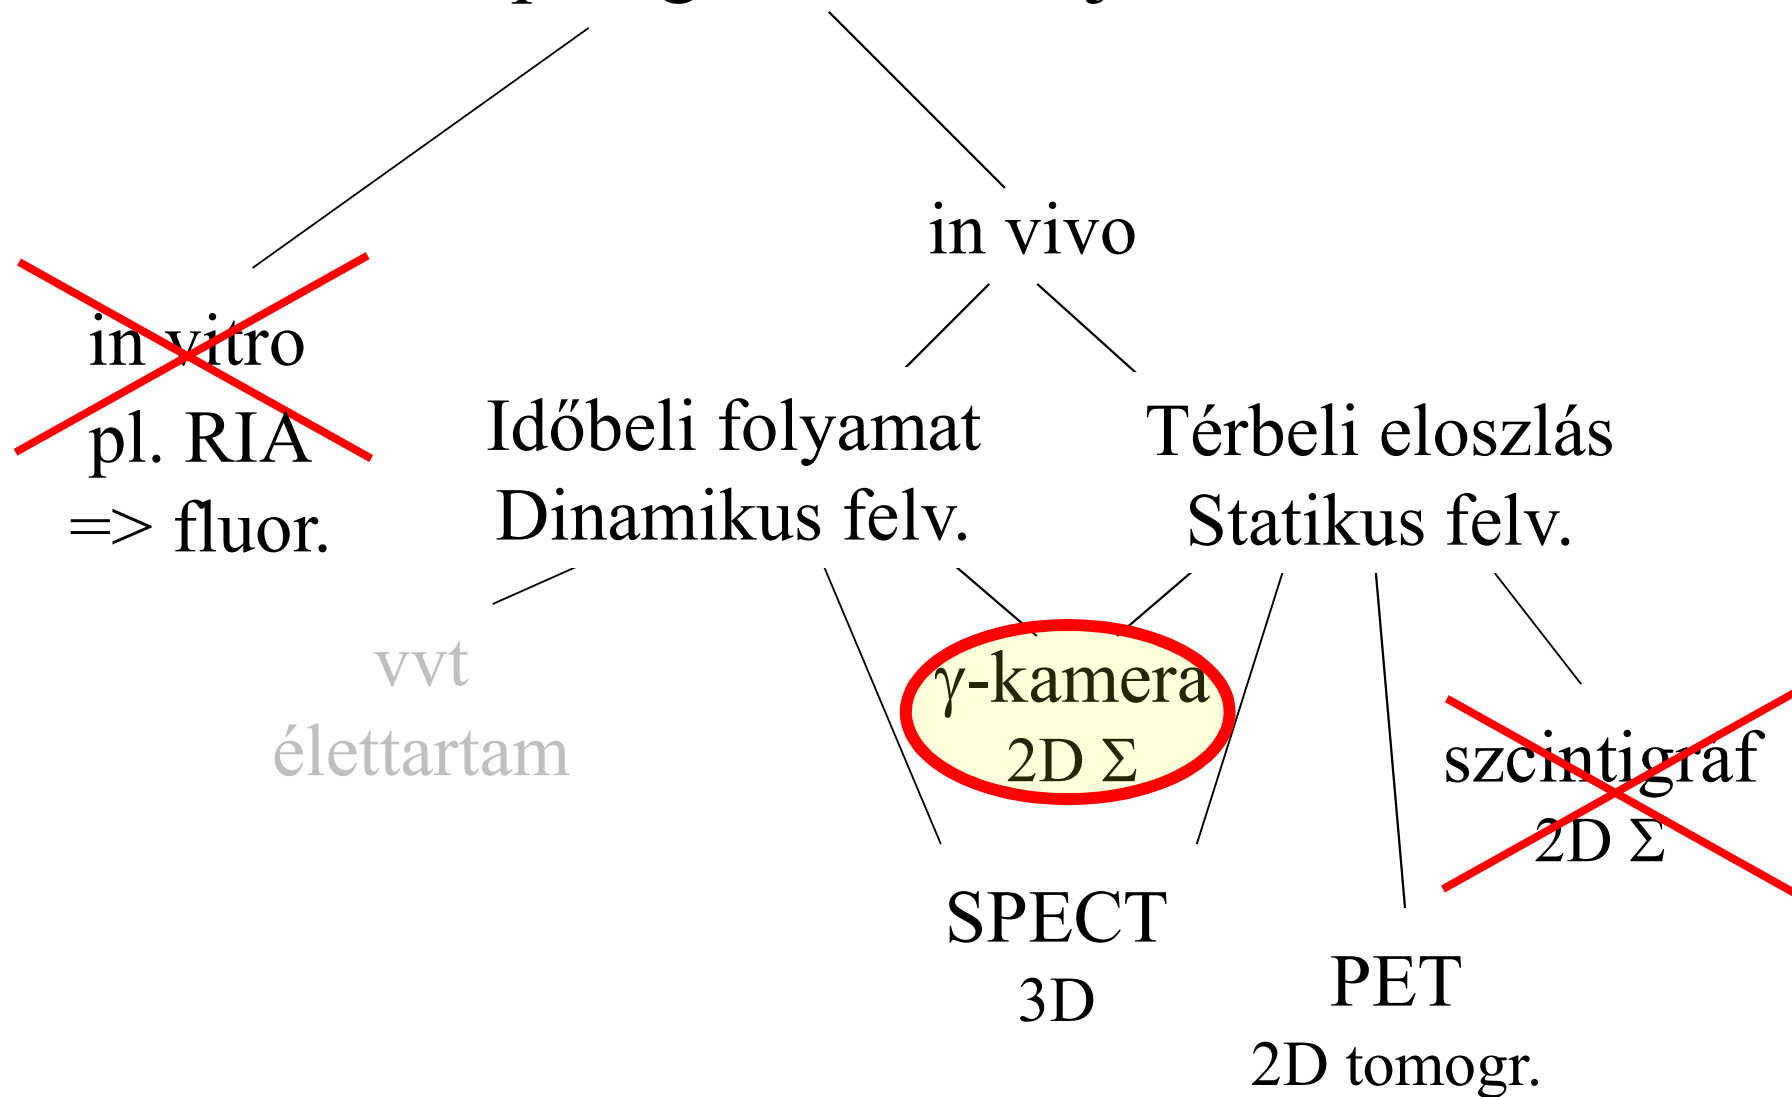 in vivo
in vitro
pl. RIA
=> fluor.
Időbeli folyamat
Dinamikus felv.
Térbeli eloszlás
Statikus felv.
vvt
élettartam
γ-kamera
2D Σ
szcintigráf
2D Σ
SPECT
3D
PET
2D tomogr.